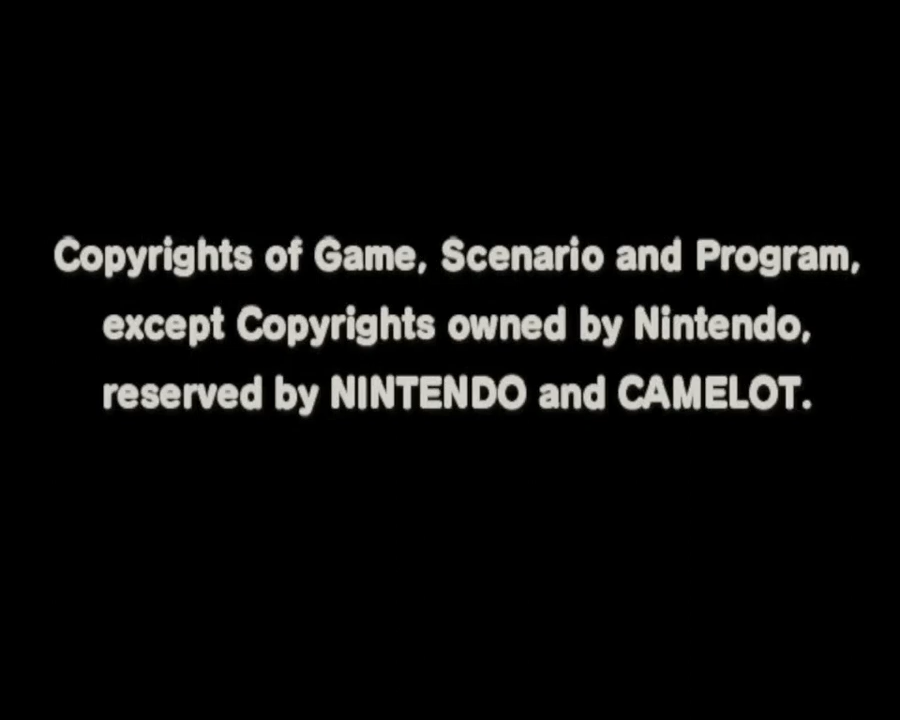 Copyrights of Game, Scenario and Program,
except Copyrights owned by Nintendo,
reserved by NINTENDO and CAMELOT.